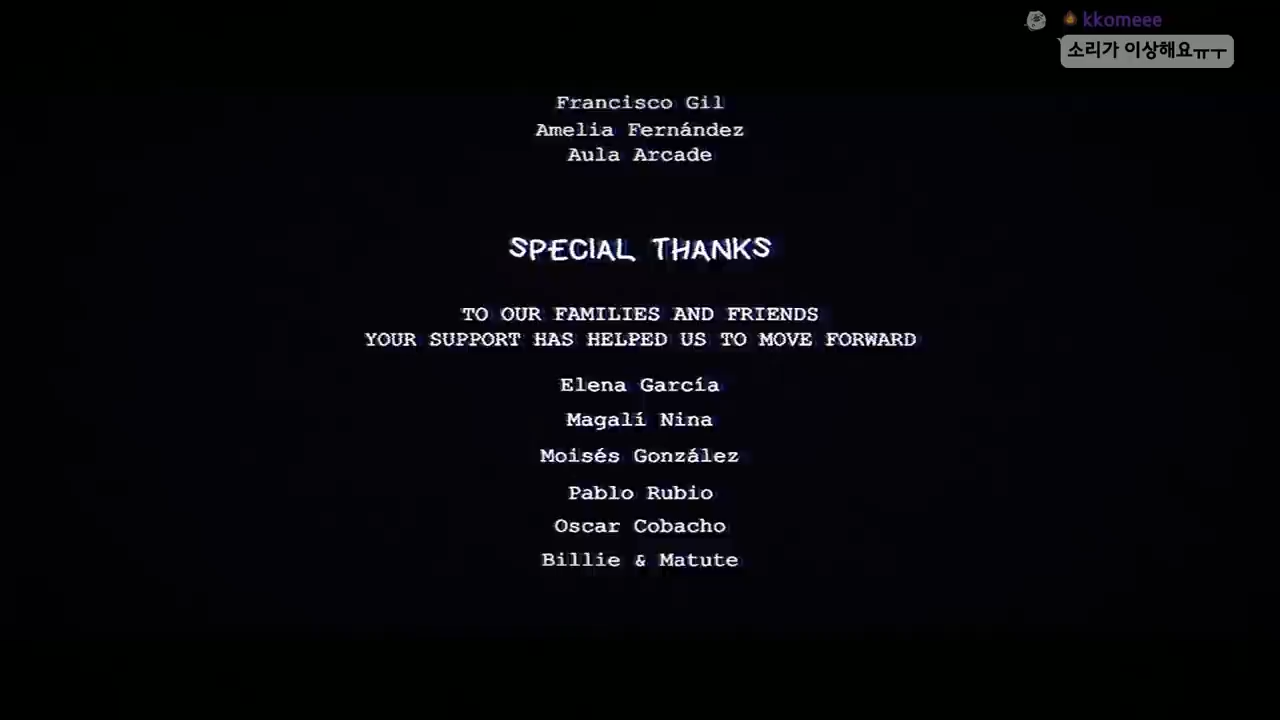 kkomeee
소리가 이상해요ㅠㅜ
Francisco Gil
Amelia Fernández
Aula Arcade
SPECIAL THANKS
TO OUR FAMILIES AND FRIENDS
YOUR SUPPORT HAS HELPED US TO MOVE FORWARD
Elena García
Magalí Nina
Moisés González
Pablo Rubio
Oscar Cobacho
Billie & Matute